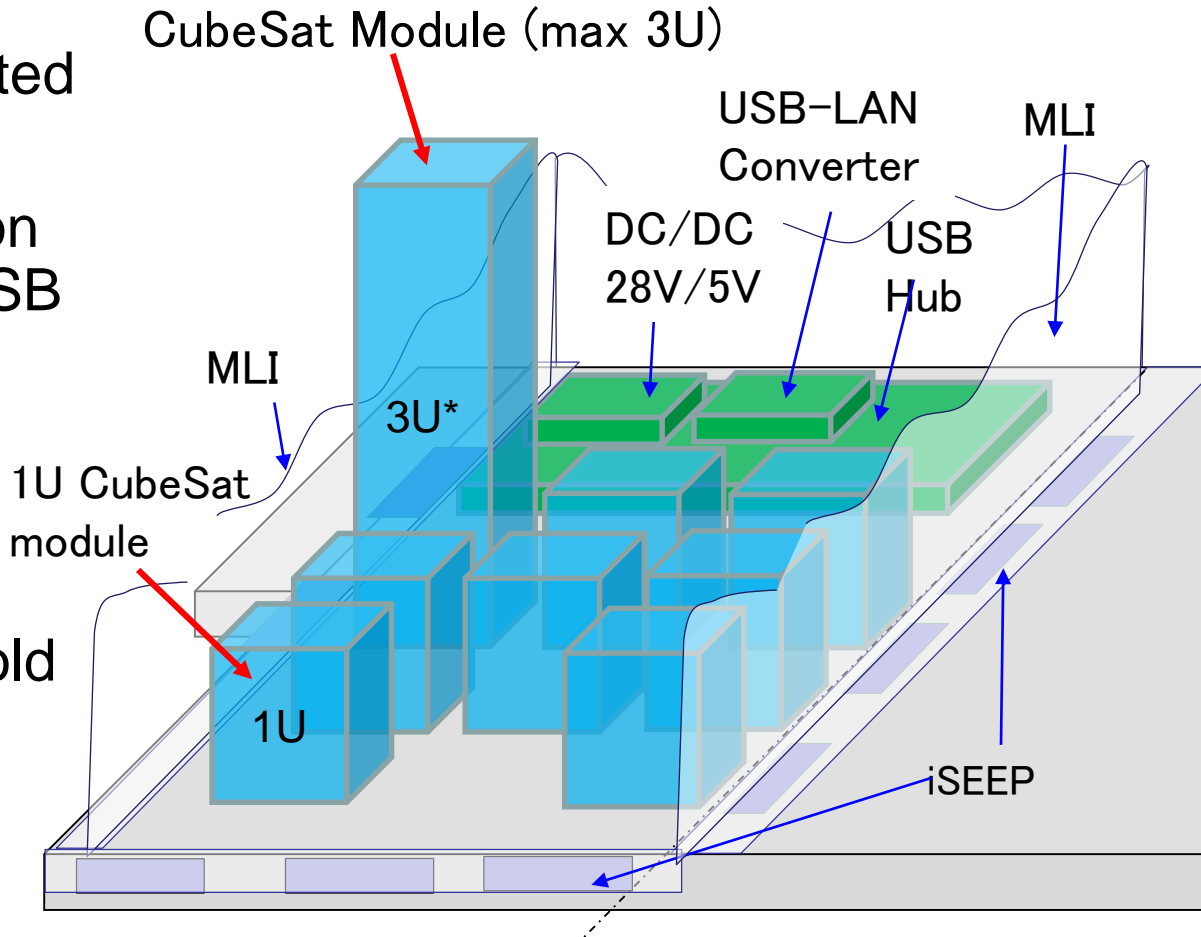 CubeSat Module (max 3U)
ted
on
SB
old
USB-LAN
Converter
MLI
DC/DC
28V/5V
USB
Hub
MLI
3U*
1U CubeSat
module
1U
iSEEP